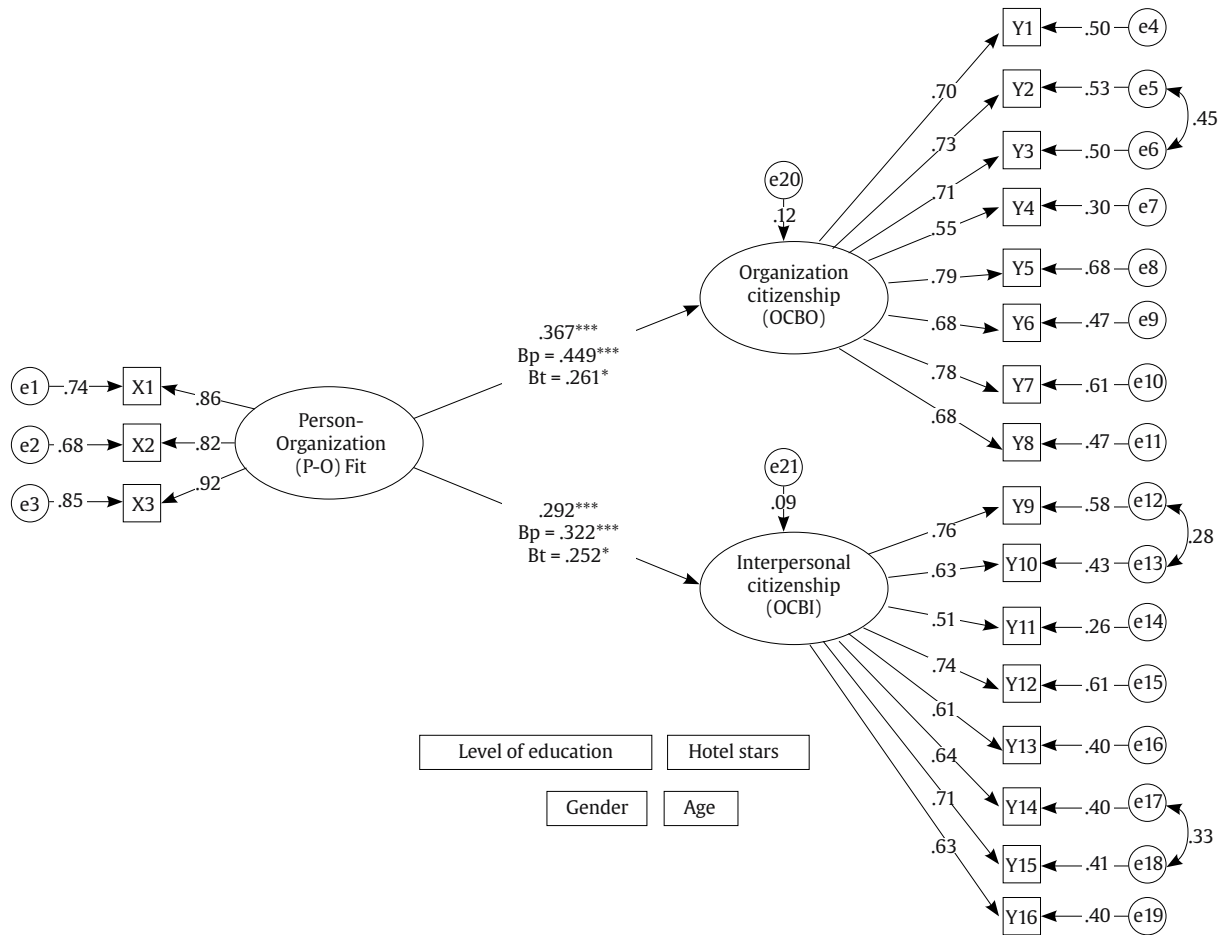 e1
.74
X1
.86
e2
.68
X2
.82
e3
.85
X3
.92
Person-
Organization
(P-O) Fit
.367***
Bp = .449***
Bt = .261*
.292***
Bp = .322***
Bt = .252*
e20
.12
Organization
citizenship
(OCBO)
e21
.09
Interpersonal
citizenship
(OCBI)
.70
Y1
.50
e4
.73
Y2
.53
e5
.45
.71
Y3
.50
e6
.55
Y4
.30
e7
.79
Y5
.68
e8
.68
Y6
.47
e9
.78
Y7
.61
e10
.68
Y8
.47
e11
.76
Y9
.58
e12
.28
.63
Y10
.43
e13
.51
Y11
.26
e14
.74
Y12
.61
e15
.61
Y13
.40
e16
.64
Y14
.40
e17
.33
.71
Y15
.41
e18
.63
Y16
.40
e19
Level of education
Hotel stars
Gender
Age